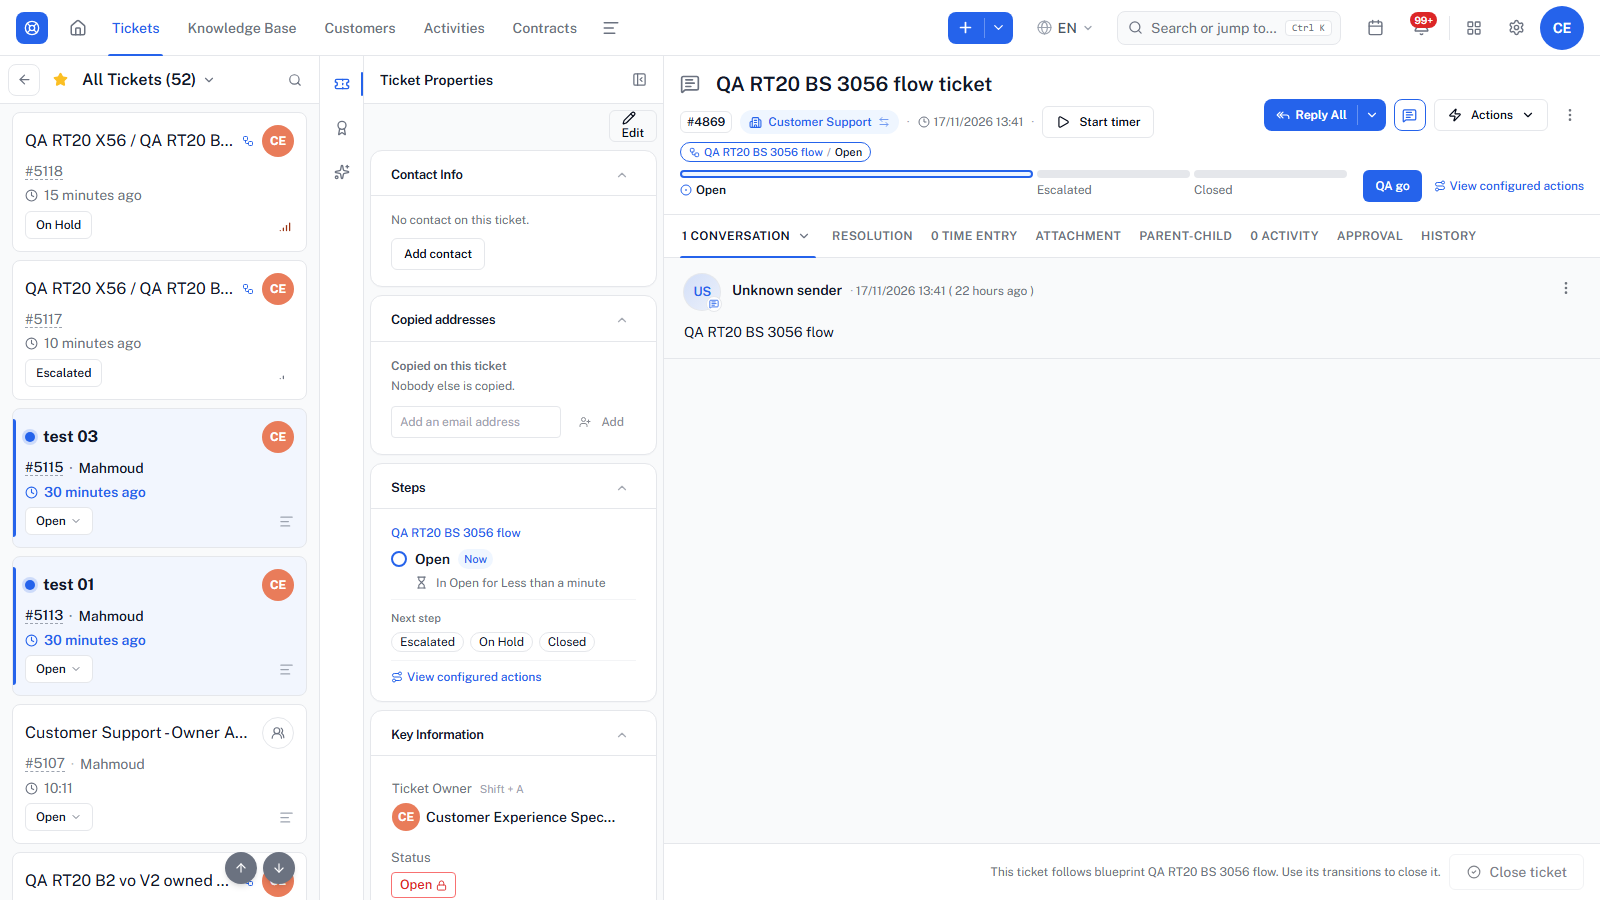 Tickets
Knowledge Base
Customers
Activities
Contracts
EN
Search or jump to...
Ctrl K
99+
CE
All Tickets (52)
QA RT20 X56 / QA RT20 B...
CE
#5118
15 minutes ago
On Hold
QA RT20 X56 / QA RT20 B...
CE
#5117
10 minutes ago
Escalated
test 03
CE
#5115 · Mahmoud
30 minutes ago
Open
test 01
CE
#5113 · Mahmoud
30 minutes ago
Open
Customer Support - Owner A...
#5107 · Mahmoud
10:11
Open
QA RT20 B2 vo V2 owned ...
Ticket Properties
Edit
Contact Info
No contact on this ticket.
Add contact
Copied addresses
Copied on this ticket
Nobody else is copied.
Add an email address
Add
Steps
QA RT20 BS 3056 flow
Open
Now
In Open for Less than a minute
Next step
Escalated
On Hold
Closed
View configured actions
Key Information
Ticket Owner
Shift + A
CE
Customer Experience Spec...
Status
Open
QA RT20 BS 3056 flow ticket
#4869
Customer Support
· 17/11/2026 13:41 ·
Start timer
Reply All
Actions
QA RT20 BS 3056 flow / Open
Open
Escalated
Closed
QA go
View configured actions
1 CONVERSATION
RESOLUTION
0 TIME ENTRY
ATTACHMENT
PARENT-CHILD
0 ACTIVITY
APPROVAL
HISTORY
US
Unknown sender
· 17/11/2026 13:41 ( 22 hours ago )
QA RT20 BS 3056 flow
This ticket follows blueprint QA RT20 BS 3056 flow. Use its transitions to close it.
Close ticket